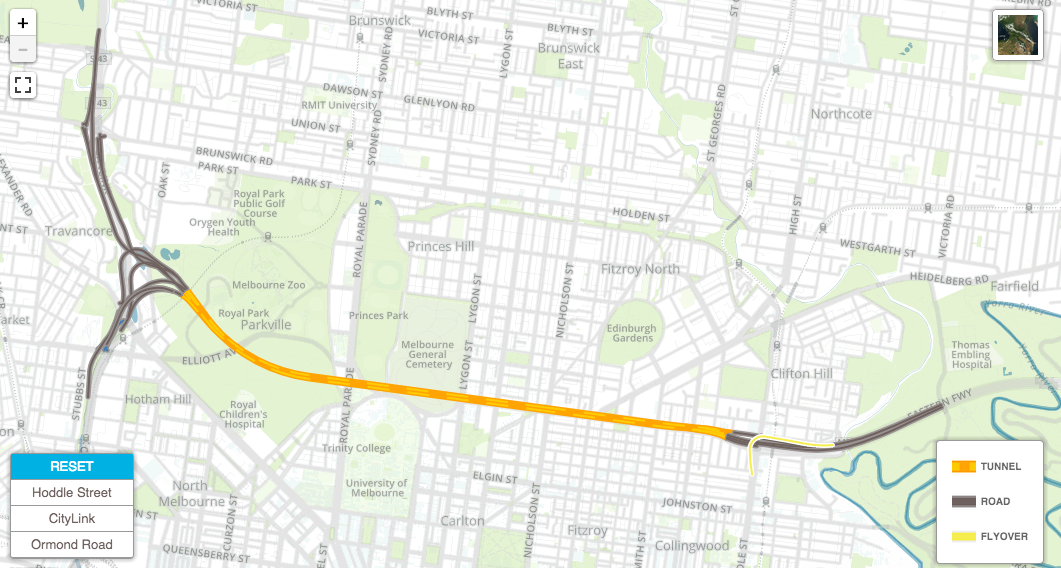 VICTORIA ST
BLYTH ST
Brunswick
BLYTH ST
VICTORIA ST
Brunswick
East
LYGON ST
SYDNEY RD
ST
+
−
S 43
43
DAWSON ST
RMIT University
GLENLYON RD
UNION ST
SYDNEY RD
ST GEORGES RD
Northcote
BRUNSWICK RD
PARK ST
PARK ST
OAK ST
Royal Park
Public Golf
Course
HOLDEN ST
HIGH ST
VICTORIA RD
Orygen Youth
Health
Travancore
NT ST
ROYAL PARADE
Princes Hill
WESTGARTH ST
Fitzroy North
HEIDELBERG RD
Fairfield
Melbourne Zoo
LYGON ST
NICHOLSON ST
Royal Park
Parkville
Princes Park
Edinburgh
Gardens
arket
Melbourne
General
Cemetery
LYGON ST
Thomas
Embling
Hospital
ELLIOTT AV
Clifton Hill
ROYAL PARADE
STUBBS ST
Hotham Hill
Royal
Children's
Hospital
EASTERN FWY
Trinity College
RESET
Hoddle Street
CityLink
Ormond Road
North
Melbourne
University of
Melbourne
ELGIN ST
NICHOLSON ST
JOHNSTON ST
CURZON ST
Carlton
Fitzroy
Collingwood
QUEENSBERRY ST
TUNNEL
ROAD
FLYOVER